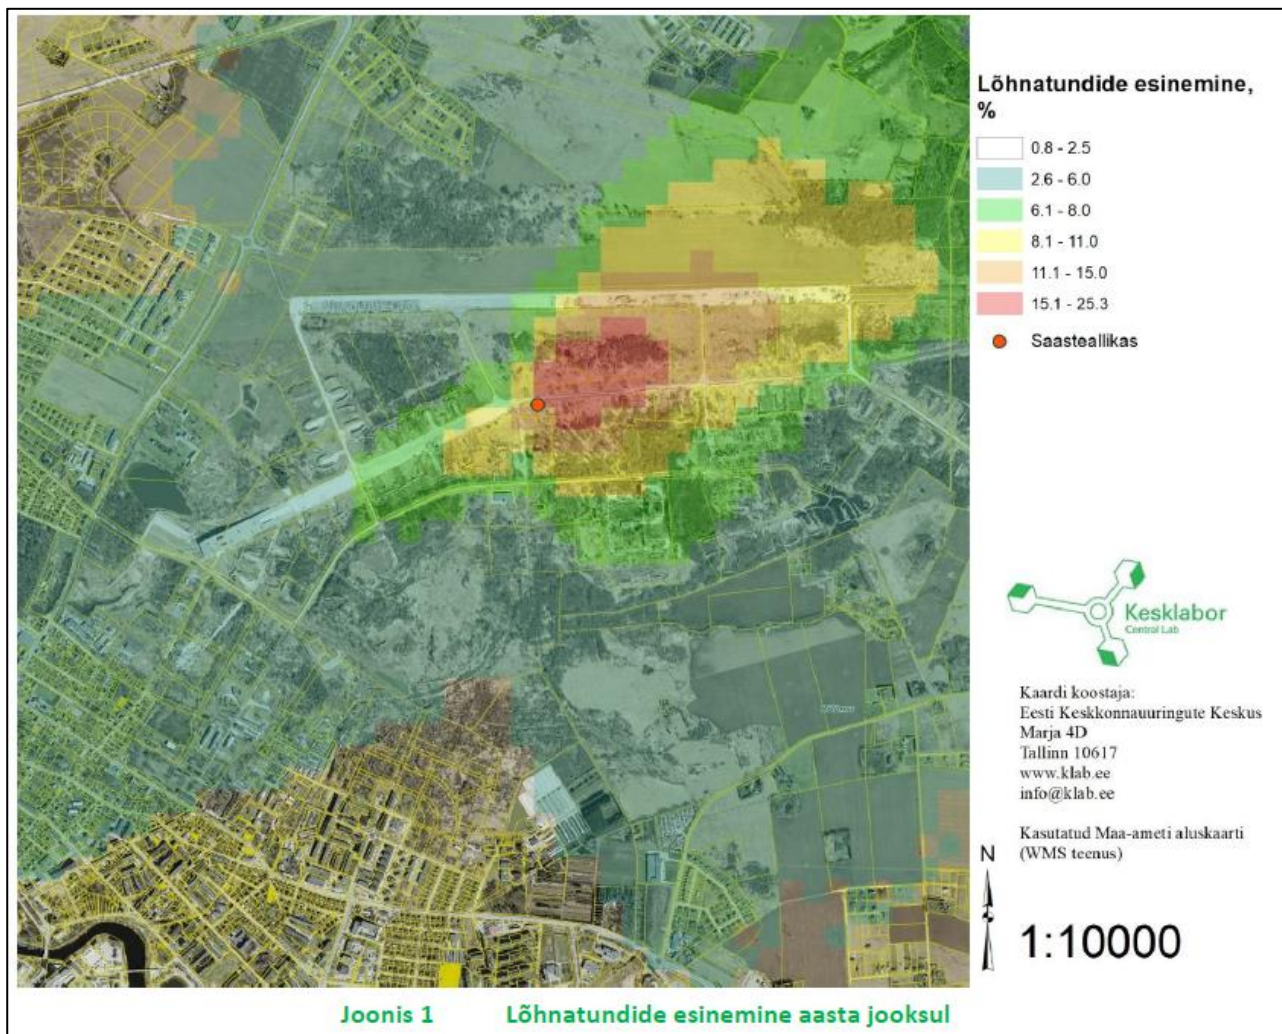 Lõhnatundide esinemine,
%
0.8 - 2.5
2.6 - 6.0
6.1 - 8.0
8.1 - 11.0
11.1 - 15.0
15.1 - 25.3
Saasteallikas
Kesklabor
Central Lab
Kaardi koostaja:
Eesti Keskkonnauuringute Keskus
Marja 4D
Tallinn 10617
www.klab.ee
info@klab.ee
Kasutatud Maa-ameti aluskaarti
(WMS teenus)
N
1:10000
Joonis 1 Lõhnatundide esinemine aasta jooksul